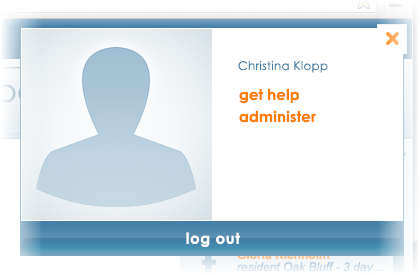 Christina Klopp
get help
administer
log out
resident Oak Bluff - 3 day ...